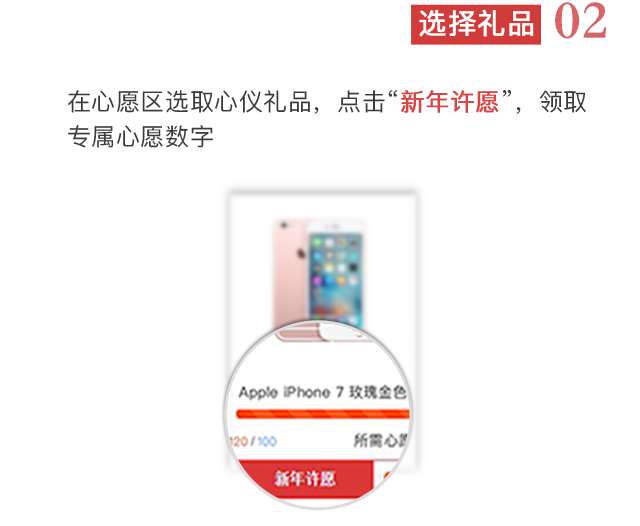 选择礼品 02
在心愿区选取心仪礼品，点击“新年许愿”，领取
专属心愿数字
Apple iPhone 7 玫瑰金色
120 / 100 所需心愿
新年许愿